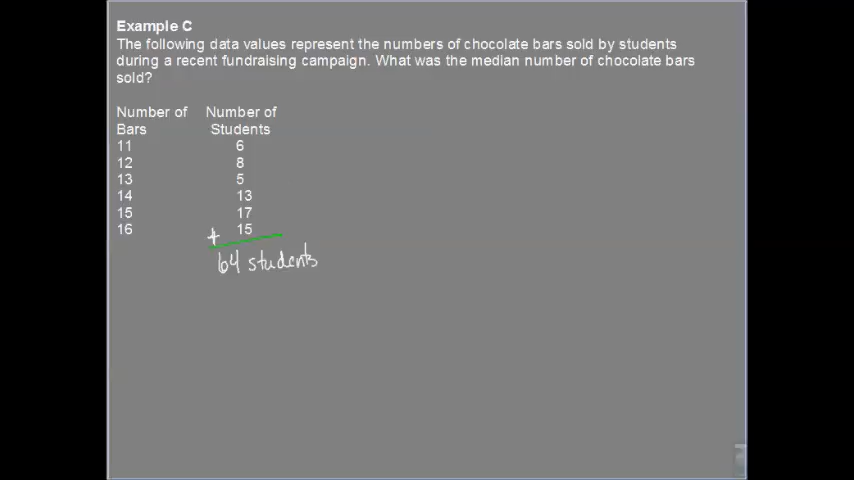 Example C
The following data values represent the numbers of chocolate bars sold by students
during a recent fundraising campaign. What was the median number of chocolate bars
sold?
Number of Number of
Bars Students
11 6
12 8
13 5
14 13
15 17
16 + 15
64 students